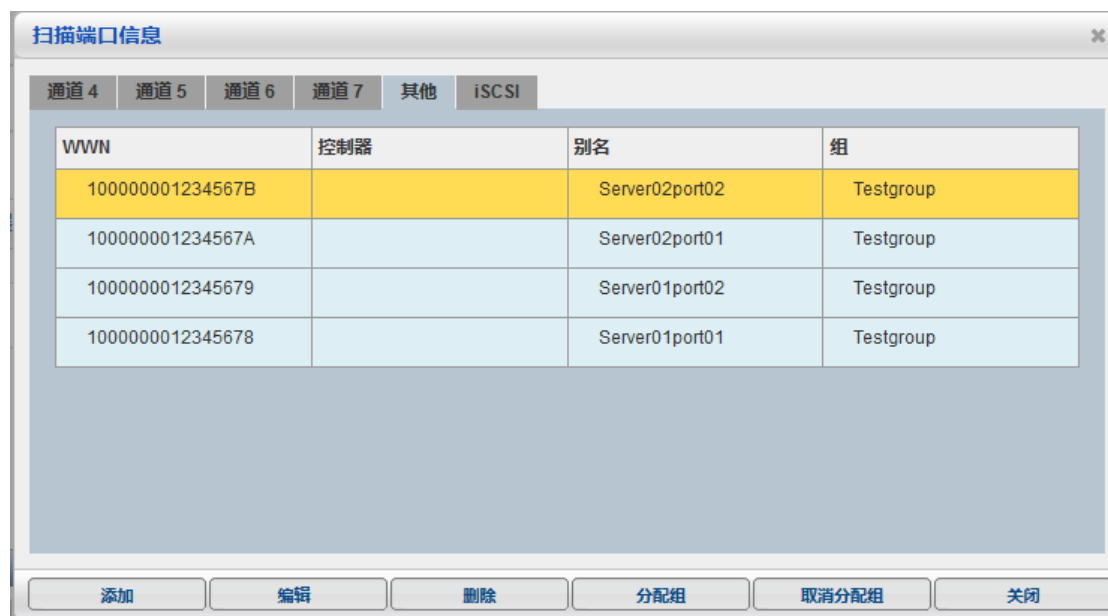 扫描端口信息
通道 4 通道 5 通道 6 通道 7 其他 iSCSI
WWN 控制器 别名 组
100000001234567B Server02port02 Testgroup
100000001234567A Server02port01 Testgroup
1000000012345679 Server01port02 Testgroup
1000000012345678 Server01port01 Testgroup
添加 编辑 删除 分配组 取消分配组 关闭